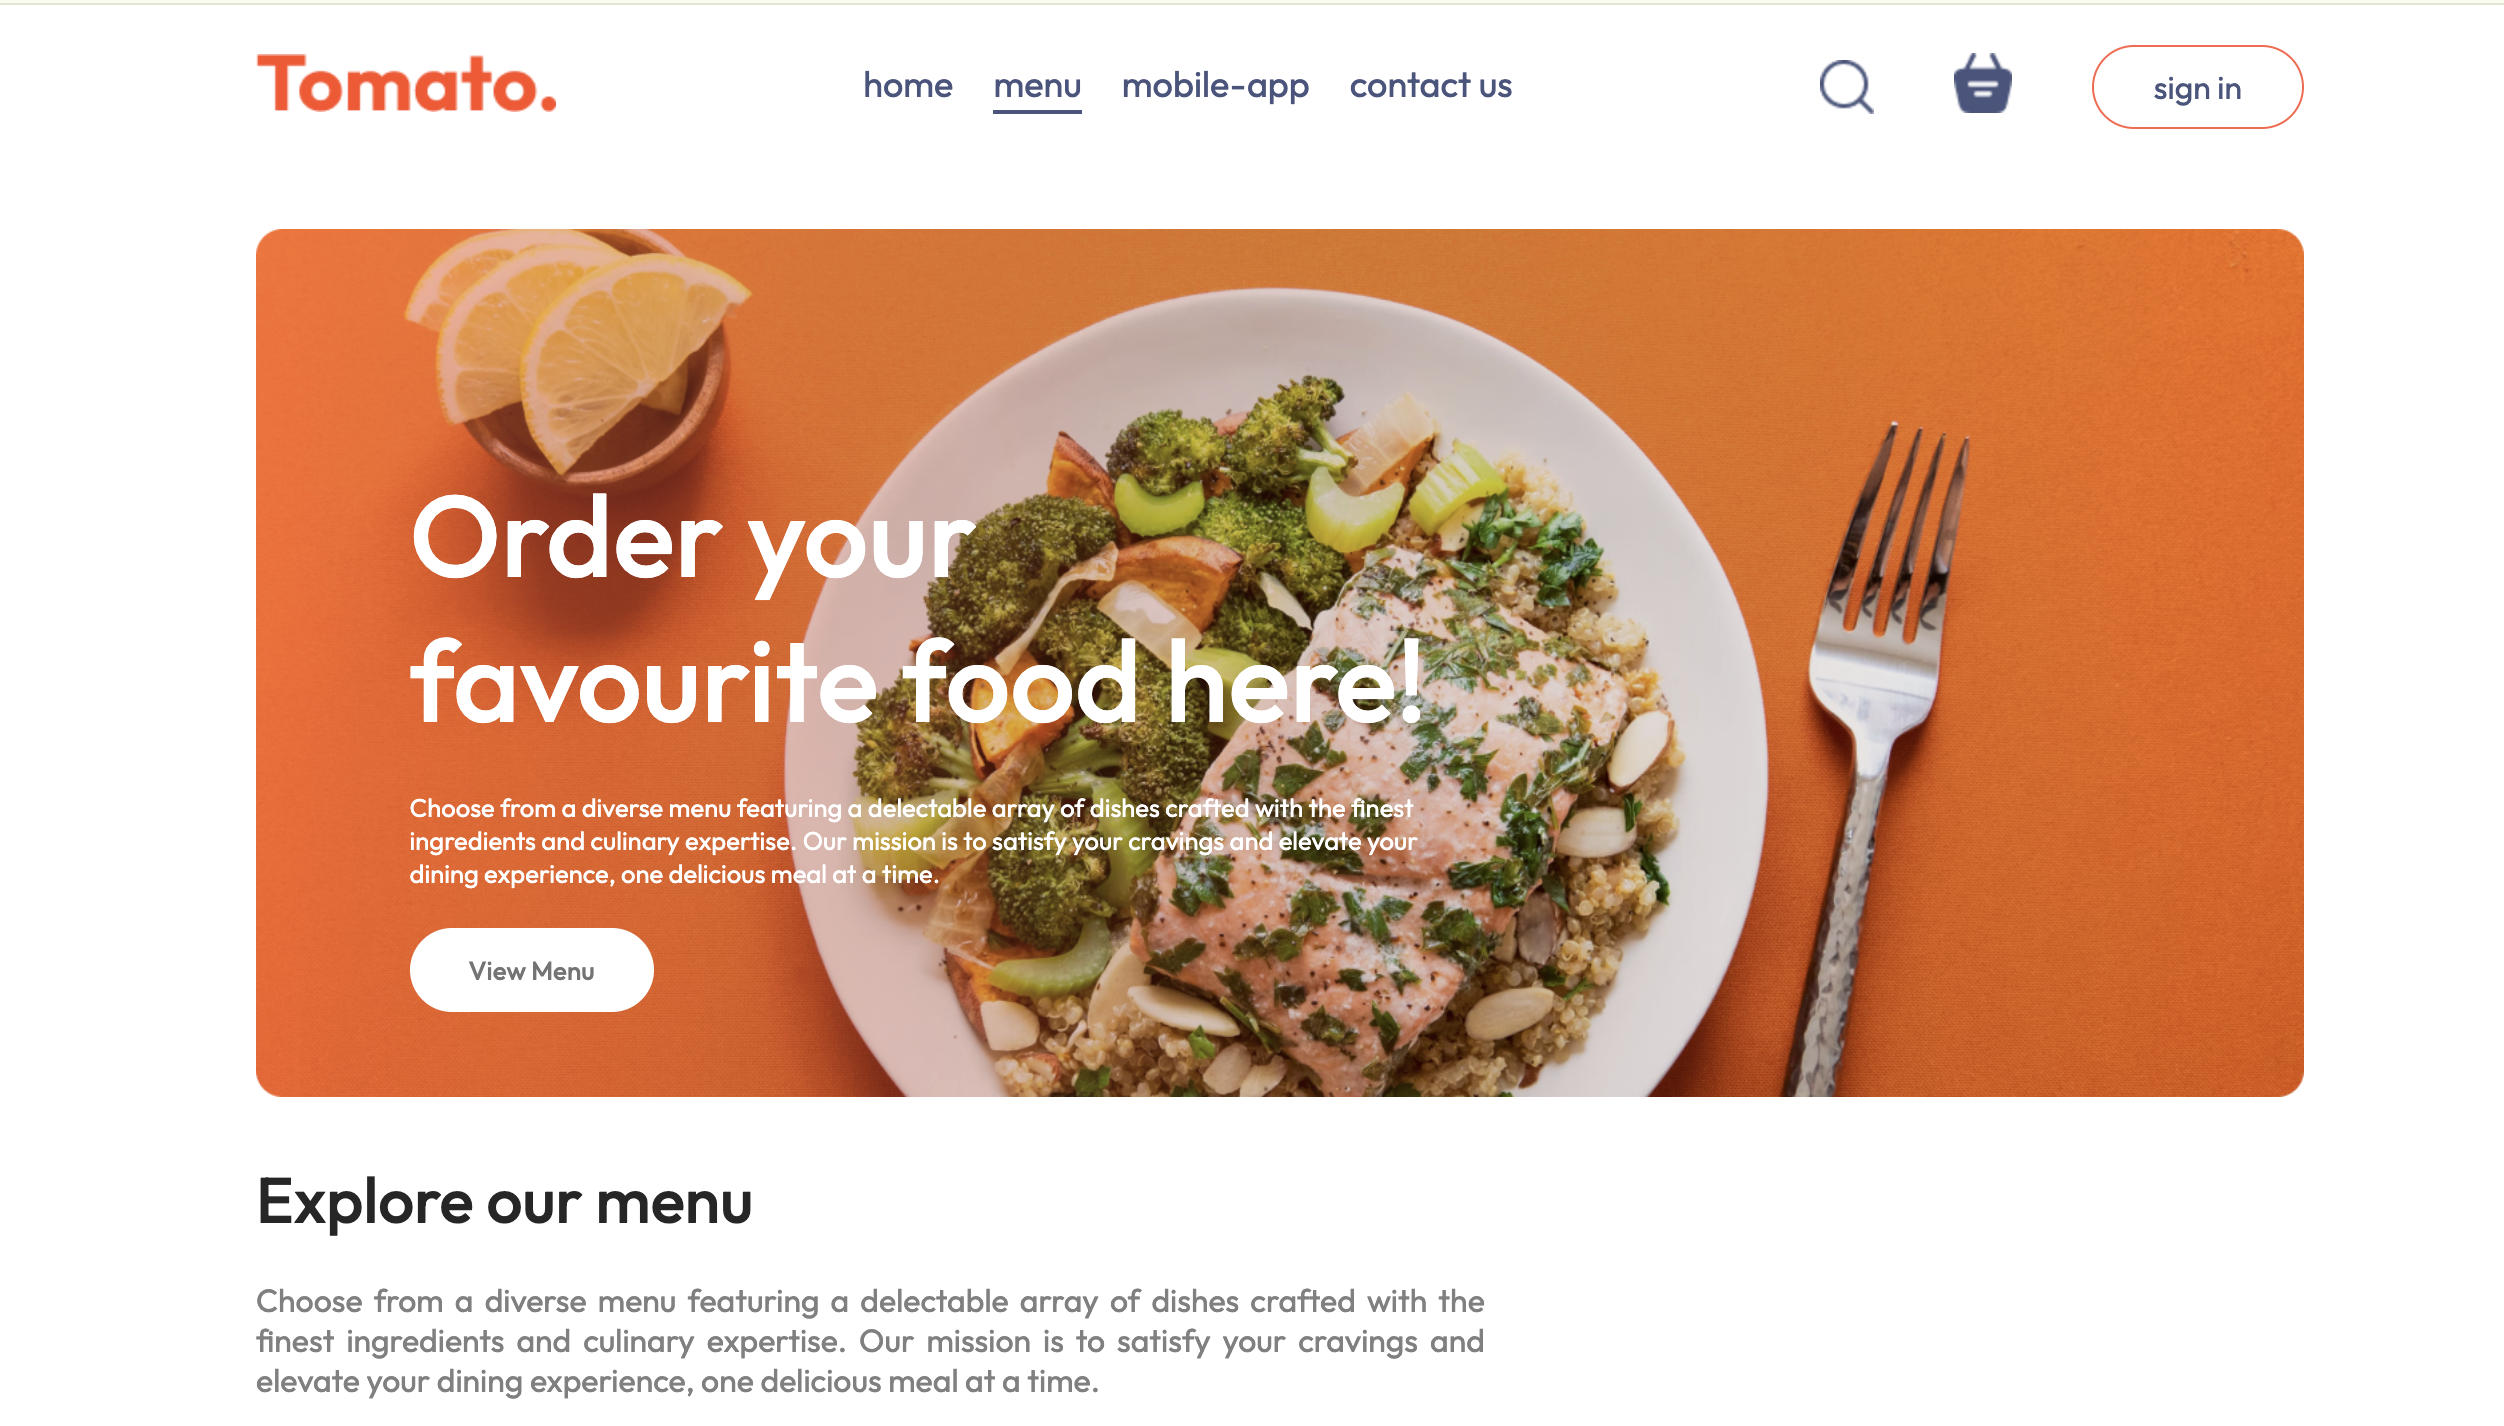 Tomato.
home menu mobile-app contact us
sign in
Order your
favourite food here!
Choose from a diverse menu featuring a delectable array of dishes crafted with the finest
ingredients and culinary expertise. Our mission is to satisfy your cravings and elevate your
dining experience, one delicious meal at a time.
View Menu
Explore our menu
Choose from a diverse menu featuring a delectable array of dishes crafted with the
finest ingredients and culinary expertise. Our mission is to satisfy your cravings and
elevate your dining experience, one delicious meal at a time.